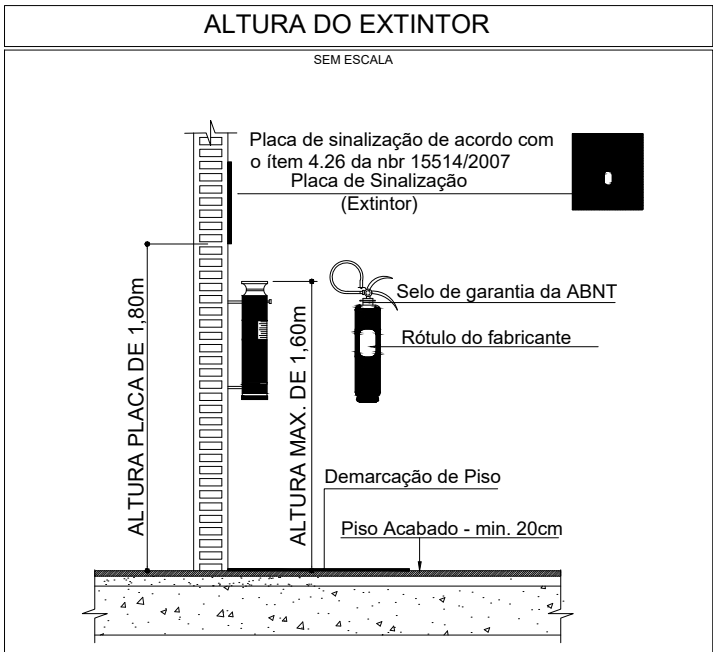 ALTURA DO EXTINTOR
SEM ESCALA
Placa de sinalização de acordo com
o ítem 4.26 da nbr 15514/2007
Placa de Sinalização
(Extintor)
ALTURA PLACA DE 1,80m
ALTURA MAX. DE 1,60m
Selo de garantia da ABNT
Rótulo do fabricante
Demarcação de Piso
Piso Acabado - min. 20cm